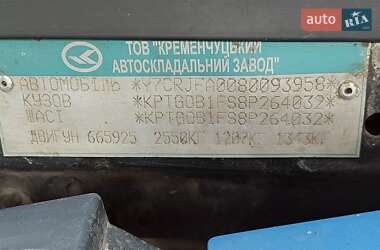 auto RIA
ТОВ "КРЕМЕНЧУЦЬКИЙ
АВТОСКЛАДАЛЬНИЙ ЗАВОД"
АВТОМОБІЛЬ *Y7CRJFA0080093958*
КУЗОВ *KPTG0B1FS8P264032*
ШАСІ *KPTG0B1FS8P264032*
ДВИГУН 665925 2550КГ 1207КГ 1343КГ